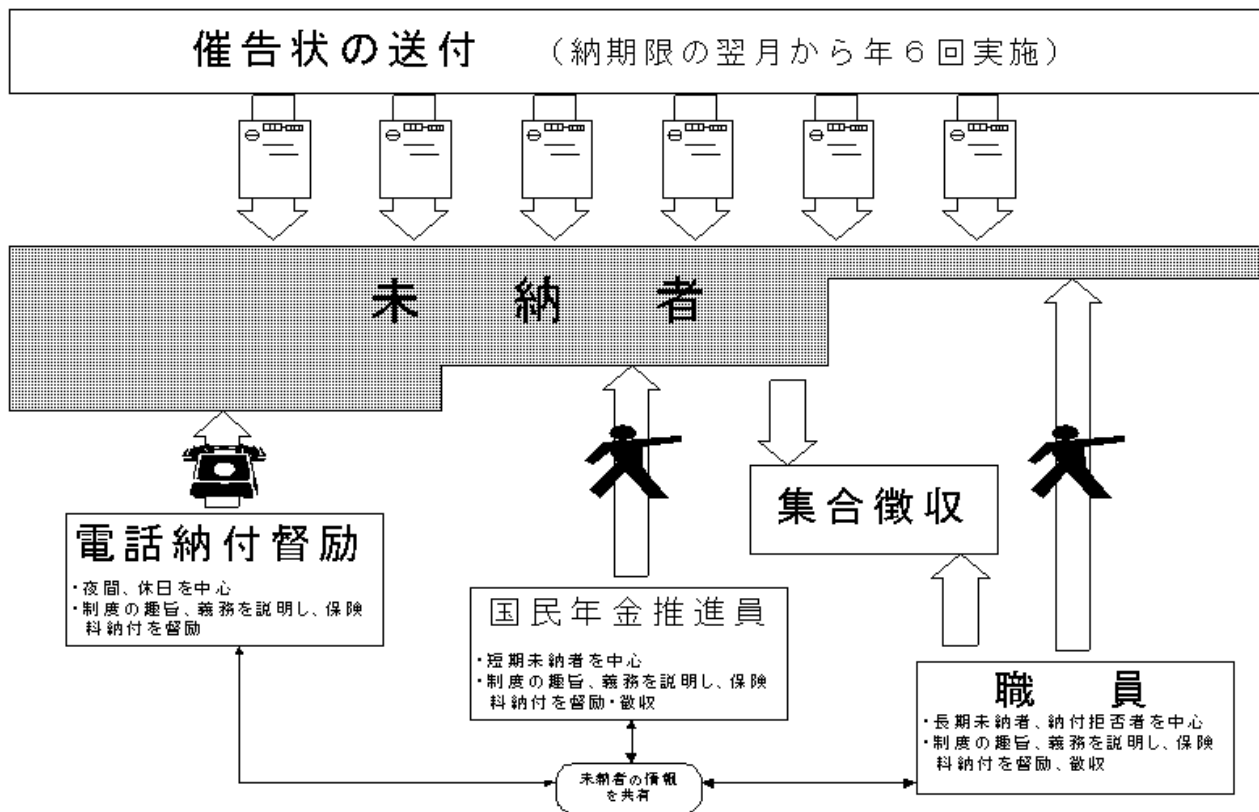 催告状の送付 （納期限の翌月から年６回実施）
未納者
電話納付督励
・夜間、休日を中心
・制度の趣旨、義務を説明し、保険
料納付を督励
国民年金推進員
・短期未納者を中心
・制度の趣旨、義務を説明し、保険
料納付を督励・徴収
集合徴収
職員
・長期未納者、納付拒否者を中心
・制度の趣旨、義務を説明し、保険
料納付を督励、徴収
未納者の情報
を共有